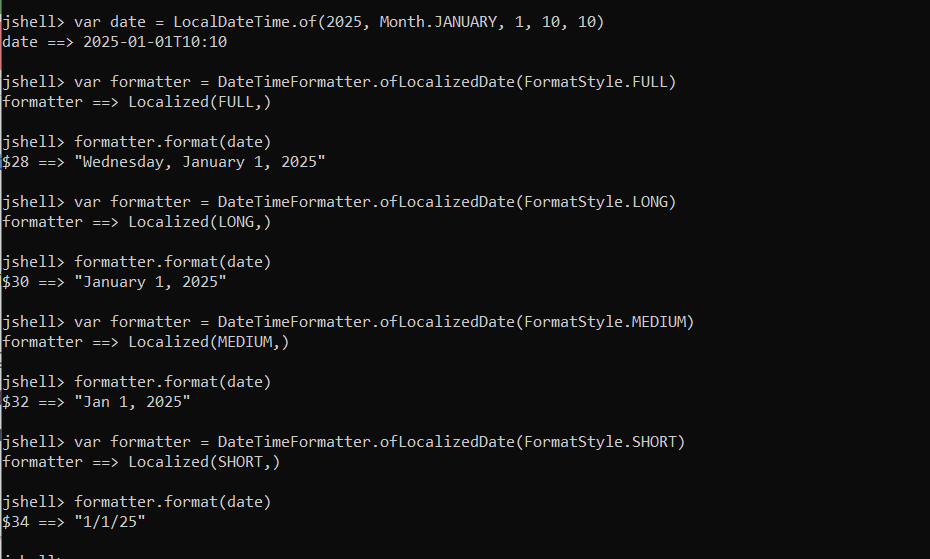 jshell> var date = LocalDateTime.of(2025, Month.JANUARY, 1, 10, 10)
date ==> 2025-01-01T10:10
jshell> var formatter = DateTimeFormatter.ofLocalizedDate(FormatStyle.FULL)
formatter ==> Localized(FULL,)
jshell> formatter.format(date)
$28 ==> "Wednesday, January 1, 2025"
jshell> var formatter = DateTimeFormatter.ofLocalizedDate(FormatStyle.LONG)
formatter ==> Localized(LONG,)
jshell> formatter.format(date)
$30 ==> "January 1, 2025"
jshell> var formatter = DateTimeFormatter.ofLocalizedDate(FormatStyle.MEDIUM)
formatter ==> Localized(MEDIUM,)
jshell> formatter.format(date)
$32 ==> "Jan 1, 2025"
jshell> var formatter = DateTimeFormatter.ofLocalizedDate(FormatStyle.SHORT)
formatter ==> Localized(SHORT,)
jshell> formatter.format(date)
$34 ==> "1/1/25"